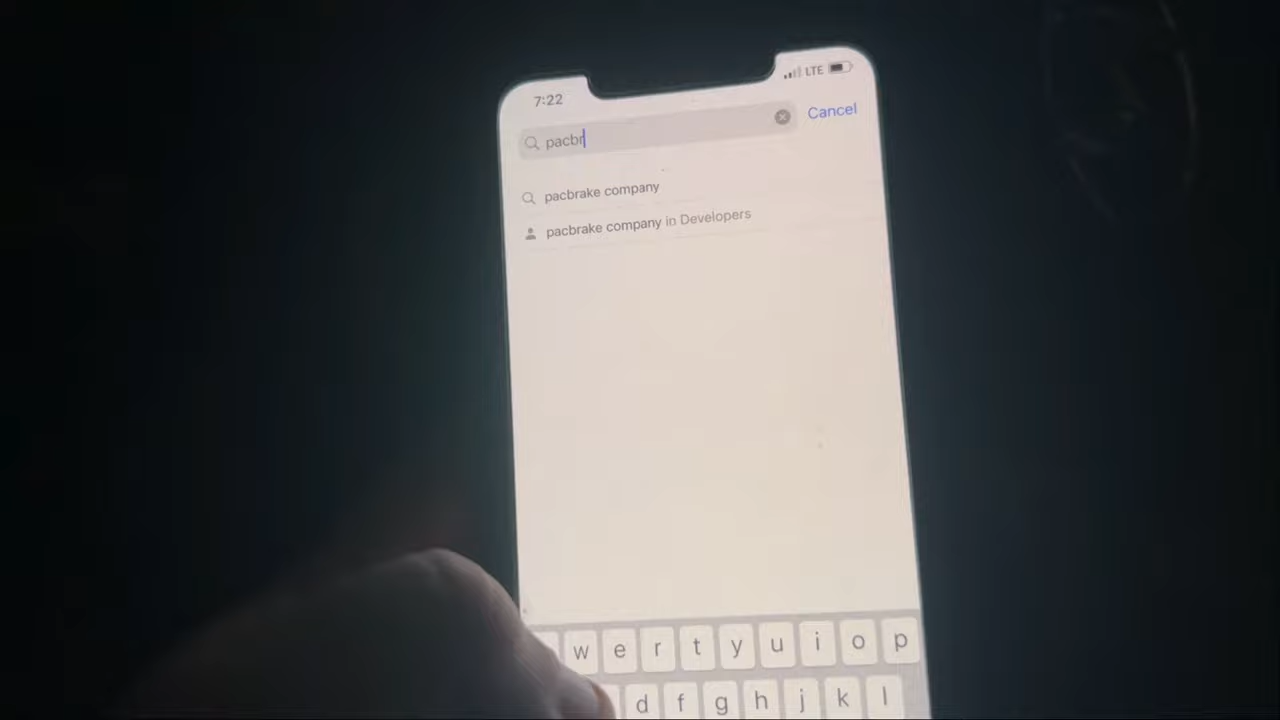 7:22 LTE
pacbr Cancel
pacbrake company
pacbrake company in Developers
w e r t y u i o p
d f g h j k l